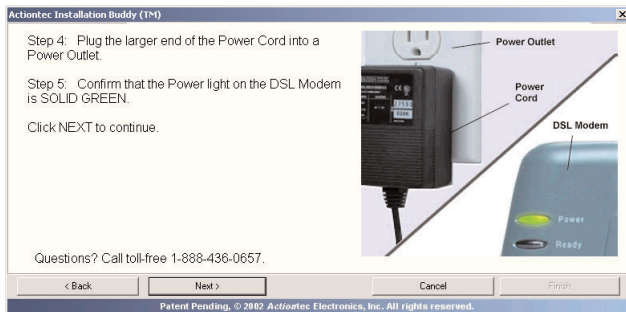 Actiontec Installation Buddy (TM)
Step 4: Plug the larger end of the Power Cord into a
Power Outlet.
Step 5: Confirm that the Power light on the DSL Modem
is SOLID GREEN.
Click NEXT to continue.
Questions? Call toll-free 1-888-436-0657.
Power Outlet
Power
Cord
DSL Modem
Power
Ready
< Back
Next >
Cancel
Finish
Patent Pending, © 2002 Actiontec Electronics, Inc. All rights reserved.